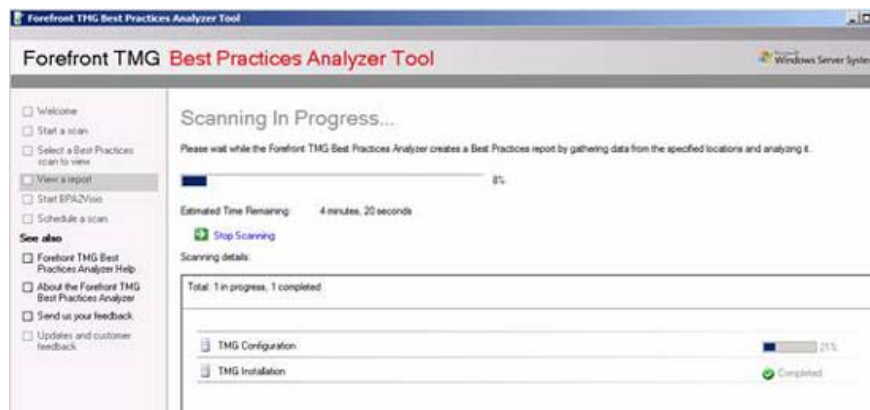 Forefront TMG Best Practices Analyzer Tool
Forefront TMG Best Practices Analyzer Tool
Windows Server System
Welcome
Start a scan
Select a Best Practices
scan to view
View a report
Start BPA2Visio
Schedule a scan
See also
Forefront TMG Best
Practices Analyzer Help
About the Forefront TMG
Best Practices Analyzer
Send us your feedback
Updates and customer
feedback
Scanning In Progress...
Please wait while the Forefront TMG Best Practices Analyzer creates a Best Practices report by gathering data from the specified locations and analyzing it.
8%
Estimated Time Remaining: 4 minutes, 20 seconds
Stop Scanning
Scanning details:
Total: 1 in progress, 1 completed
TMG Configuration 21%
TMG Installation Completed